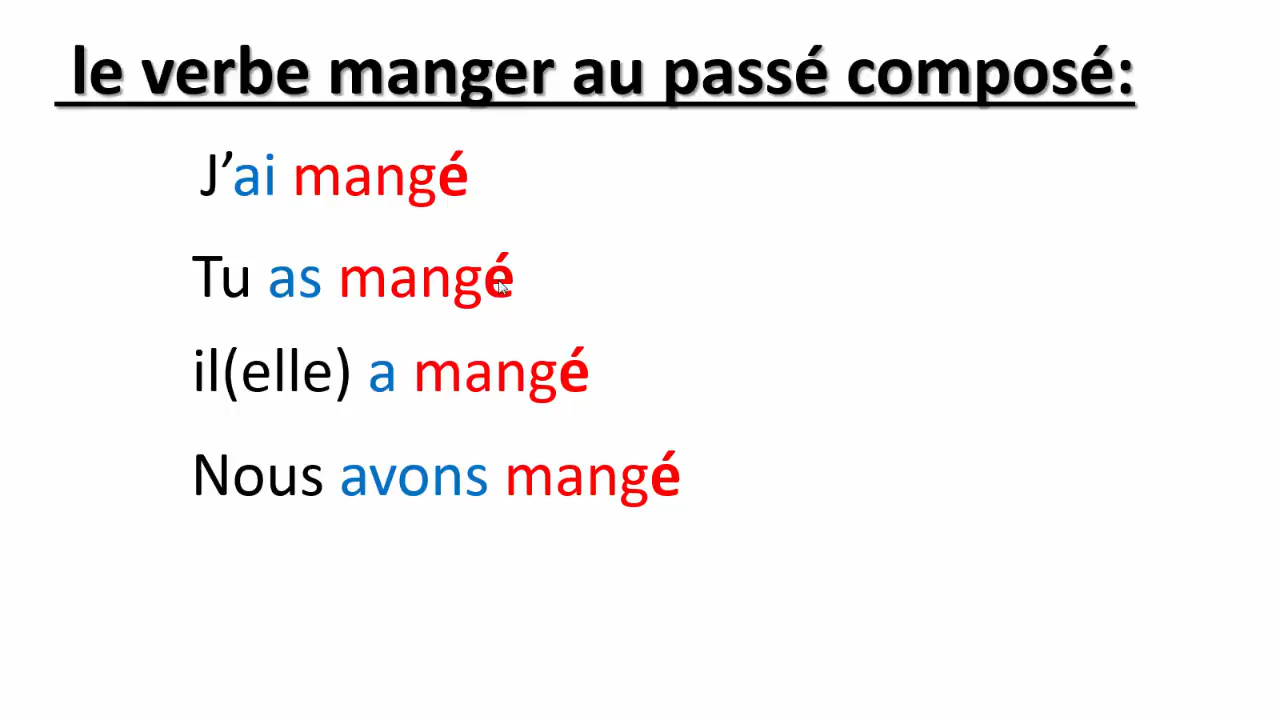 le verbe manger au passé composé:
J’ai mangé
Tu as mangé
il(elle) a mangé
Nous avons mangé